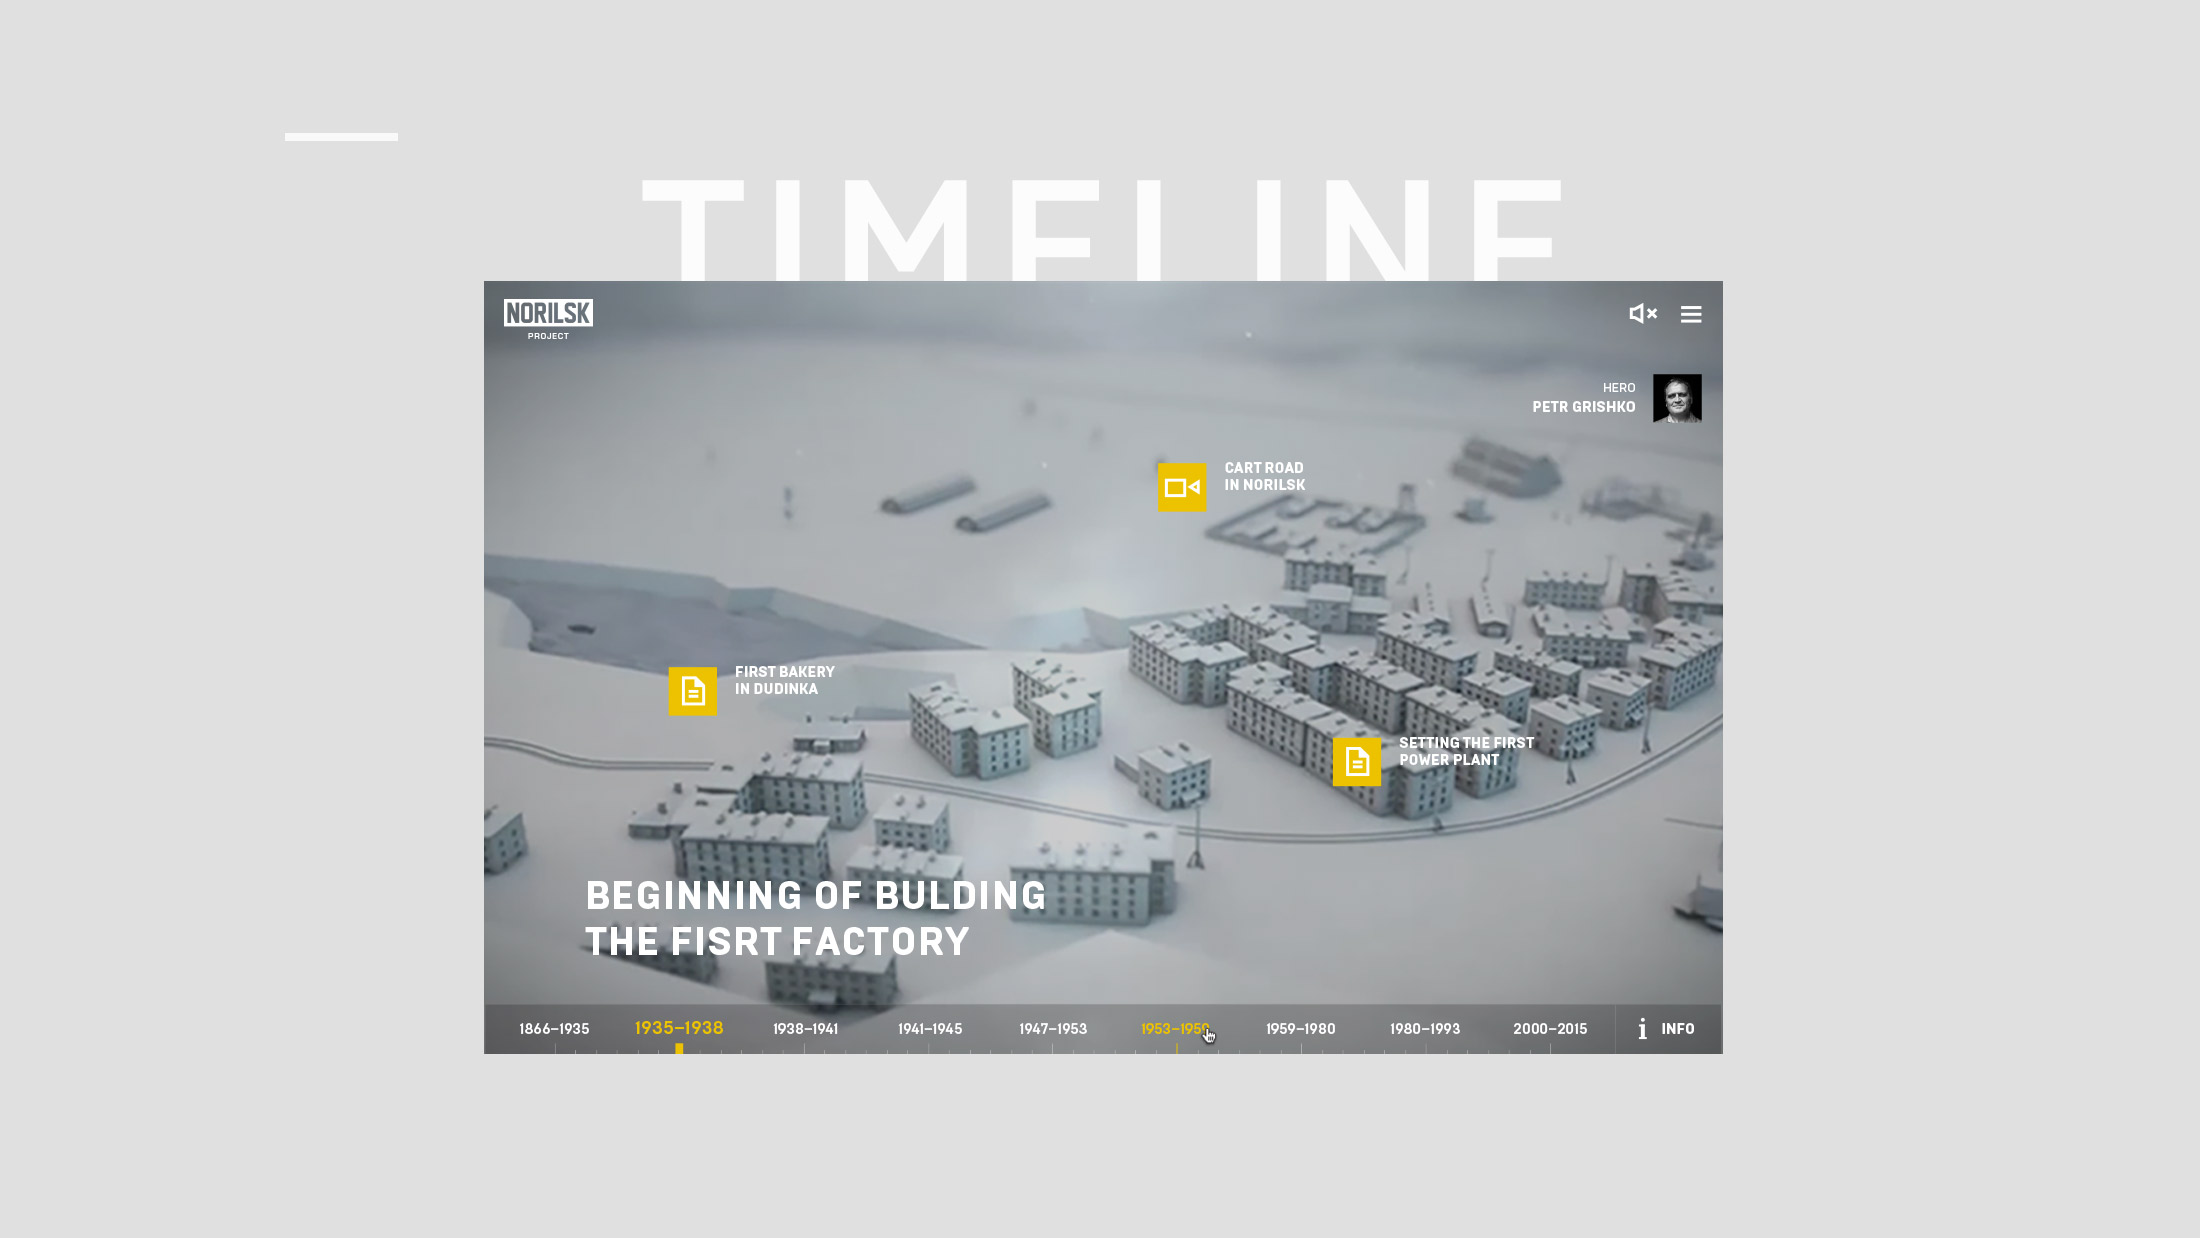 TIMELINE
NORILSK
PROJECT
HERO
PETR GRISHKO
CART ROAD
IN NORILSK
FIRST BAKERY
IN DUDINKA
SETTING THE FIRST
POWER PLANT
BEGINNING OF BULDING
THE FISRT FACTORY
1866–1935 1935–1938 1938–1941 1941–1945 1947–1953 1953–1959 1959–1980 1980–1993 2000–2015 INFO